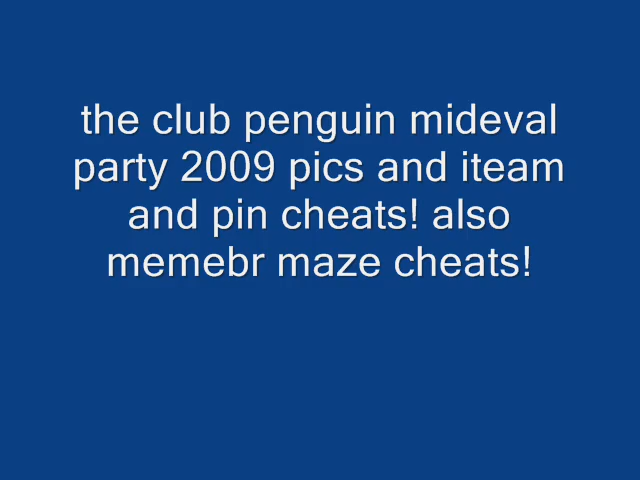 the club penguin mideval
party 2009 pics and iteam
and pin cheats! also
memebr maze cheats!